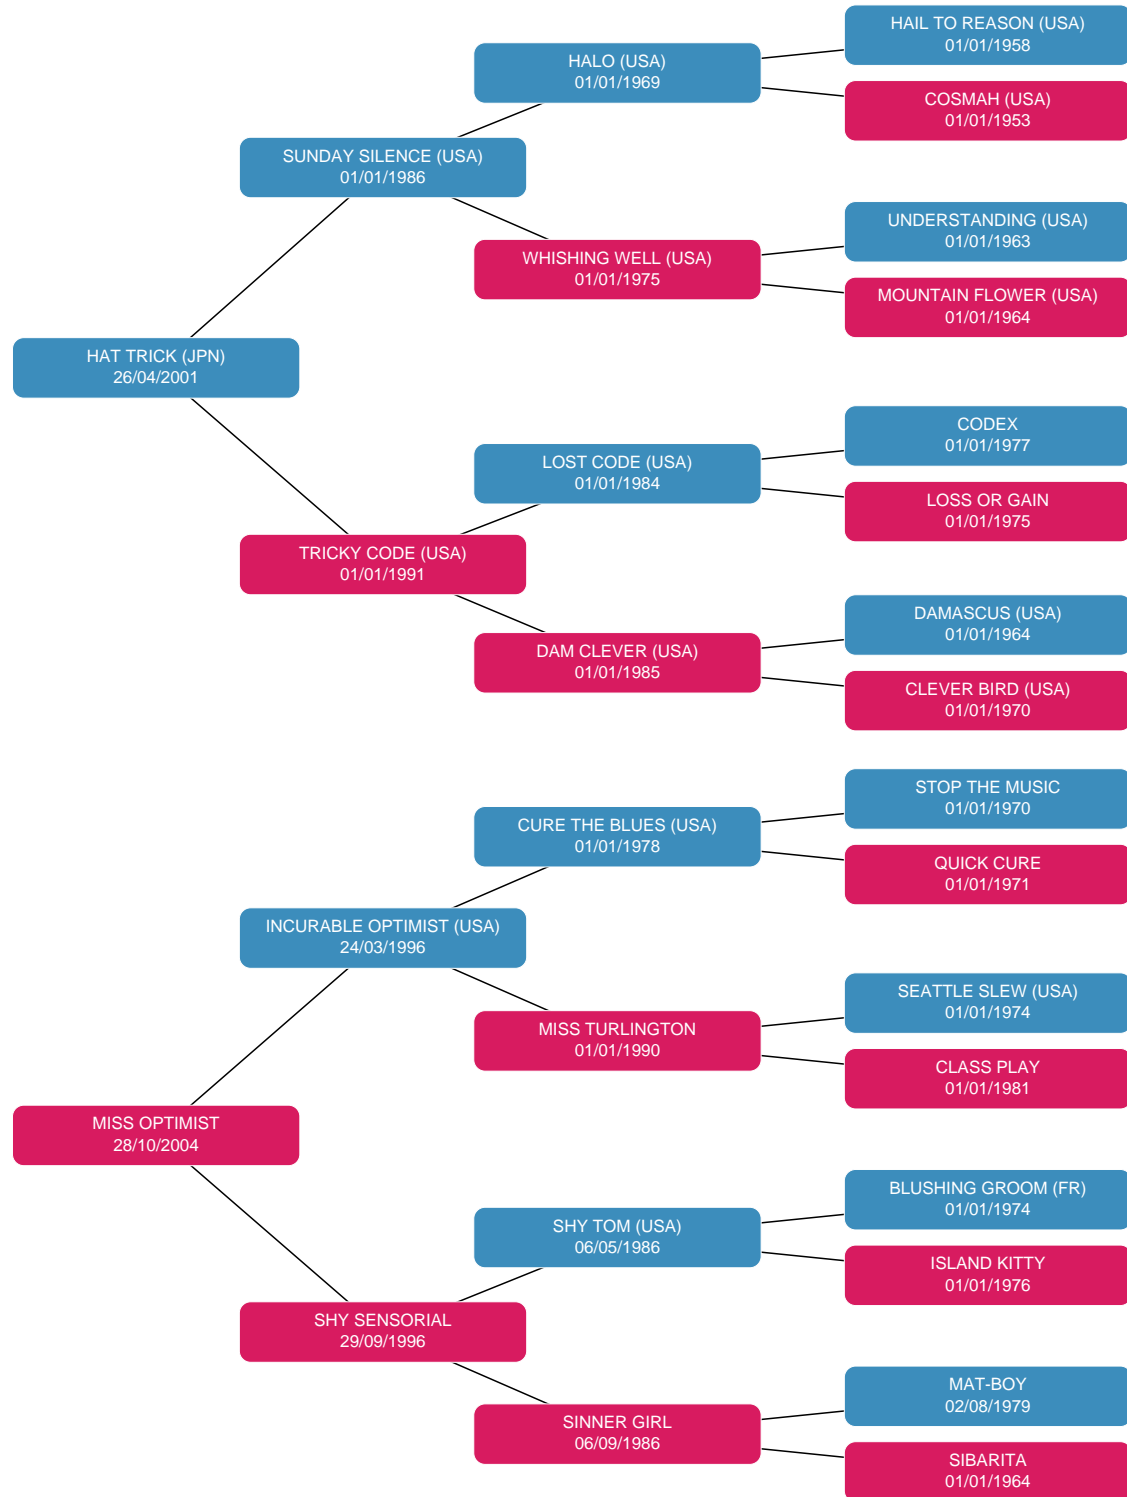 HAIL TO REASON (USA)
01/01/1958
HALO (USA)
01/01/1969
COSMAH (USA)
01/01/1953
SUNDAY SILENCE (USA)
01/01/1986
UNDERSTANDING (USA)
01/01/1963
WHISHING WELL (USA)
01/01/1975
MOUNTAIN FLOWER (USA)
01/01/1964
HAT TRICK (JPN)
26/04/2001
CODEX
01/01/1977
LOST CODE (USA)
01/01/1984
LOSS OR GAIN
01/01/1975
TRICKY CODE (USA)
01/01/1991
DAMASCUS (USA)
01/01/1964
DAM CLEVER (USA)
01/01/1985
CLEVER BIRD (USA)
01/01/1970
STOP THE MUSIC
01/01/1970
CURE THE BLUES (USA)
01/01/1978
QUICK CURE
01/01/1971
INCURABLE OPTIMIST (USA)
24/03/1996
SEATTLE SLEW (USA)
01/01/1974
MISS TURLINGTON
01/01/1990
CLASS PLAY
01/01/1981
MISS OPTIMIST
28/10/2004
BLUSHING GROOM (FR)
01/01/1974
SHY TOM (USA)
06/05/1986
ISLAND KITTY
01/01/1976
SHY SENSORIAL
29/09/1996
MAT-BOY
02/08/1979
SINNER GIRL
06/09/1986
SIBARITA
01/01/1964